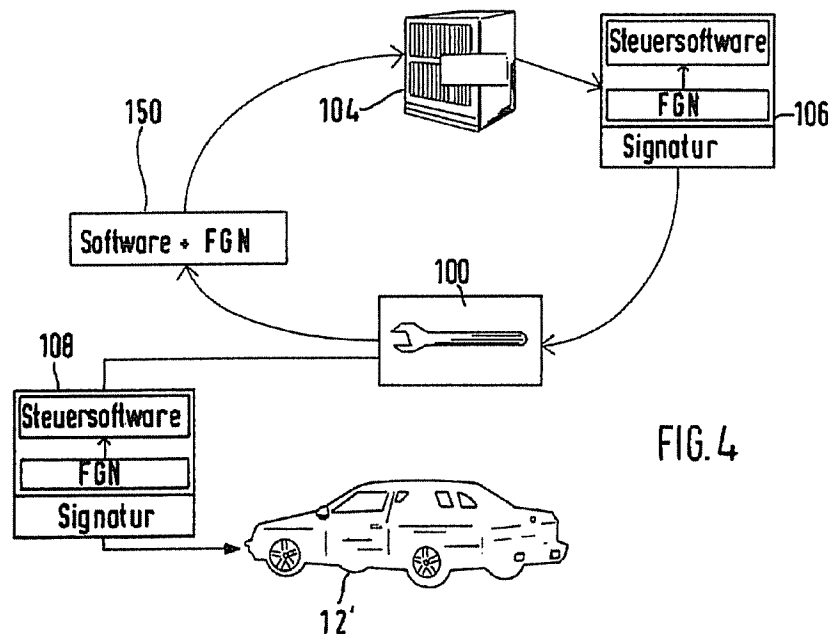 104
Steuersoftware
FGN
Signatur
106
150
Software + FGN
100
108
Steuersoftware
FGN
Signatur
FIG. 4
12'